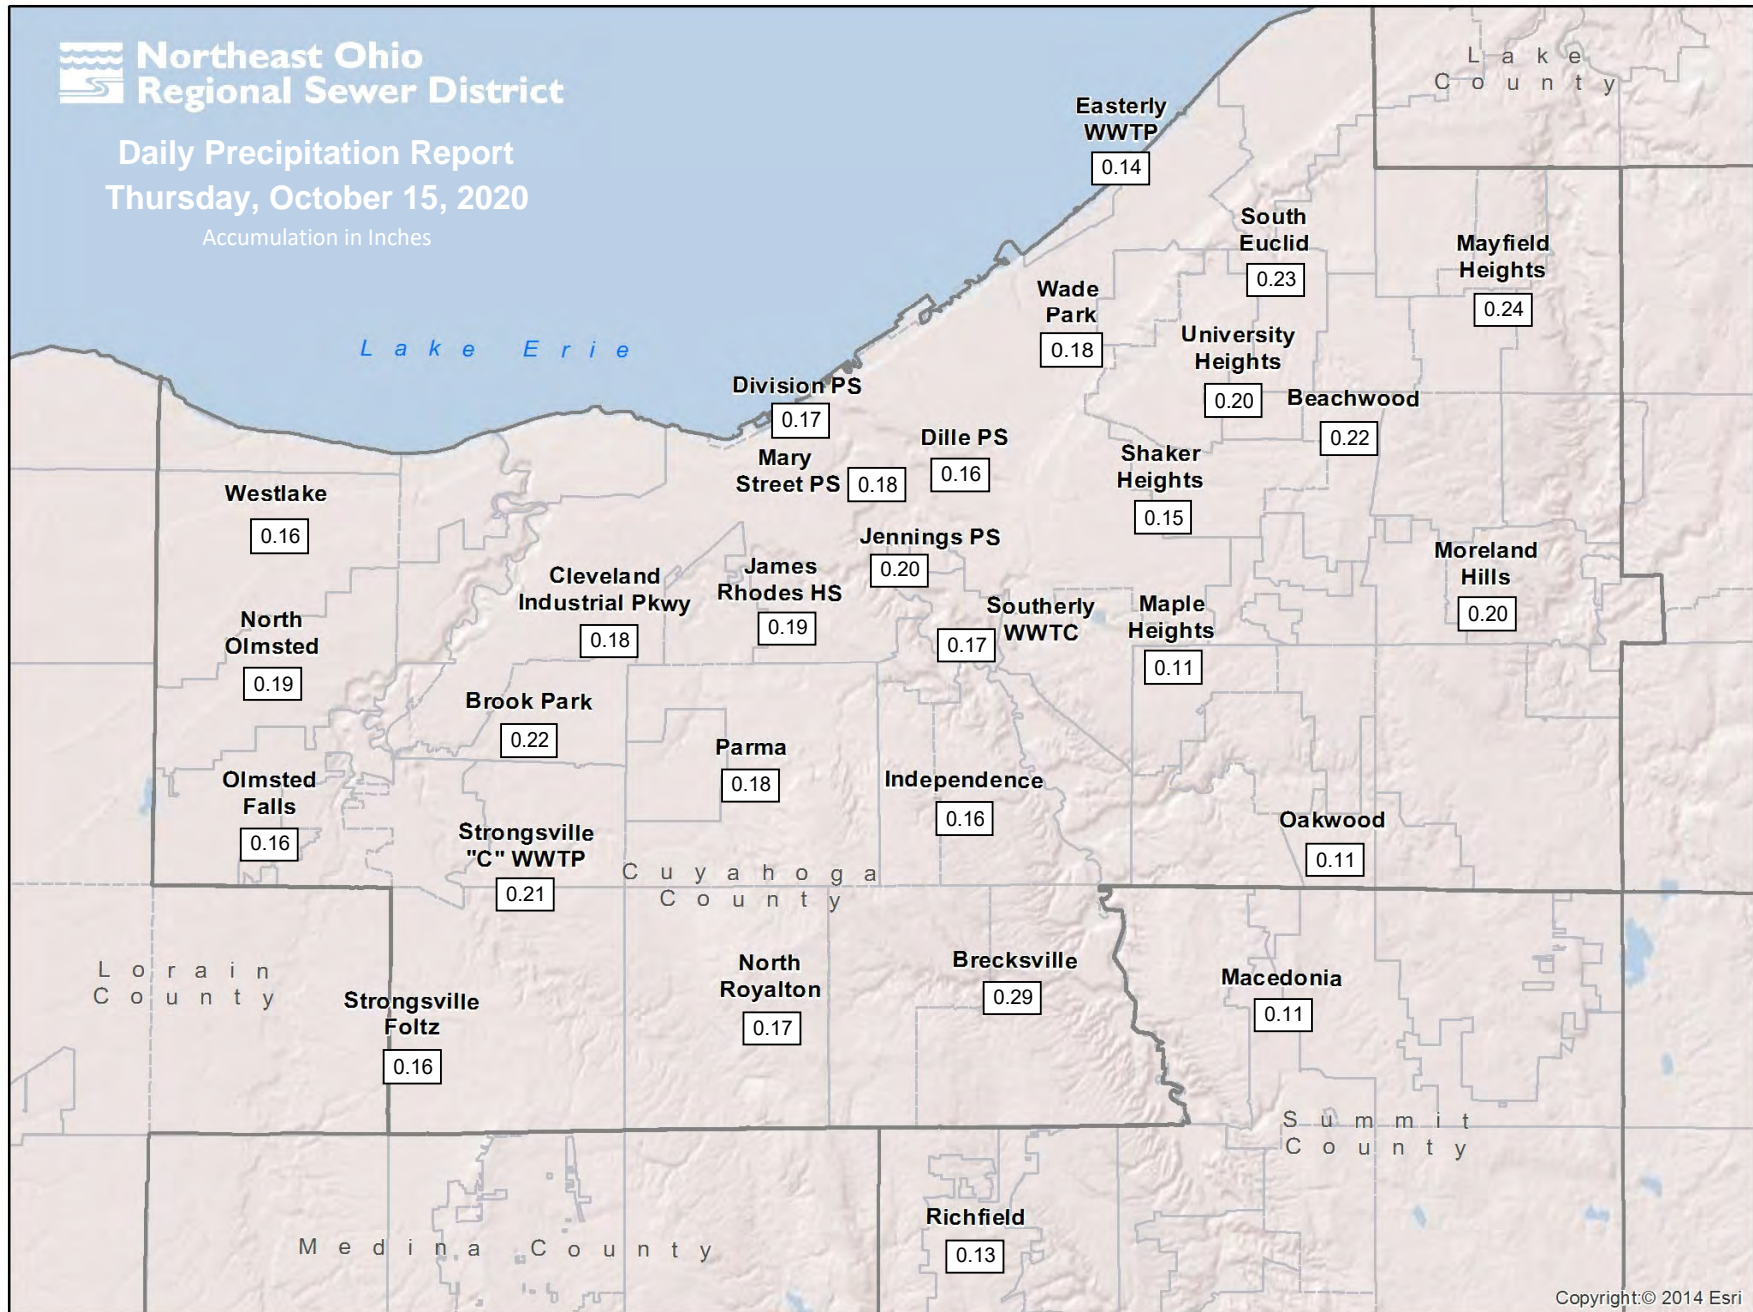 Northeast Ohio
Regional Sewer District
Daily Precipitation Report
Thursday, October 15, 2020
Accumulation in Inches
Lake
County
Easterly
WWTP
0.14
South
Euclid
0.23
Mayfield
Heights
0.24
Wade
Park
0.18
University
Heights
0.20
Lake Erie
Division PS
0.17
Beachwood
0.22
Dille PS
0.16
Mary
Street PS
0.18
Shaker
Heights
0.15
Westlake
0.16
Jennings PS
0.20
Moreland
Hills
0.20
Cleveland
Industrial Pkwy
0.18
James
Rhodes HS
0.19
Southerly
WWTC
0.17
Maple
Heights
0.11
North
Olmsted
0.19
Brook Park
0.22
Parma
0.18
Independence
0.16
Olmsted
Falls
0.16
Strongsville
"C" WWTP
0.21
Oakwood
0.11
Cuyahoga
County
Lorain
County
Strongsville
Foltz
0.16
North
Royalton
0.17
Brecksville
0.29
Macedonia
0.11
Summit
County
Richfield
0.13
Medina County
Copyright:© 2014 Esri